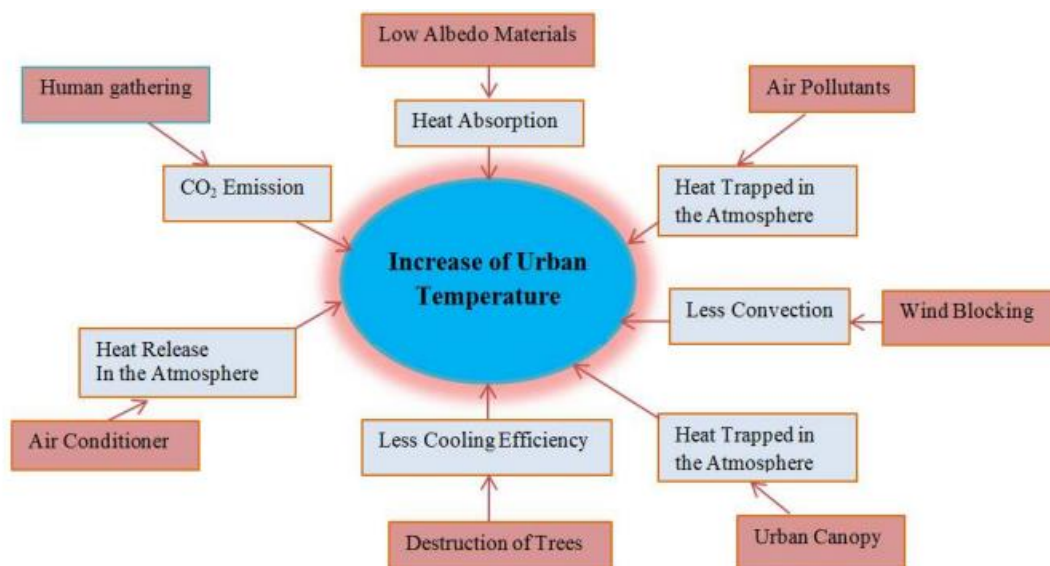 Low Albedo Materials
Human gathering
Air Pollutants
Heat Absorption
CO₂ Emission
Heat Trapped in
the Atmosphere
Increase of Urban
Temperature
Less Convection
Wind Blocking
Heat Release
In the Atmosphere
Air Conditioner
Less Cooling Efficiency
Heat Trapped in
the Atmosphere
Destruction of Trees
Urban Canopy